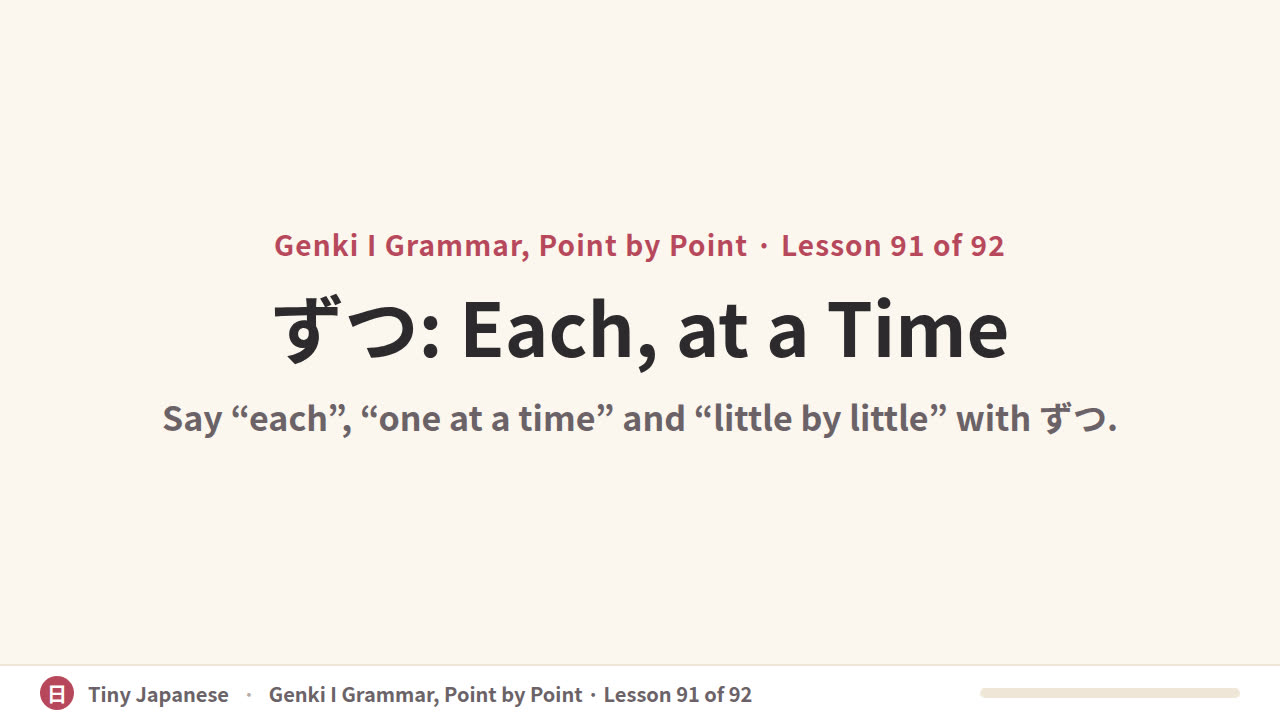 Genki I Grammar, Point by Point · Lesson 91 of 92
ずつ: Each, at a Time
Say “each”, “one at a time” and “little by little” with ずつ.
日 Tiny Japanese · Genki I Grammar, Point by Point · Lesson 91 of 92